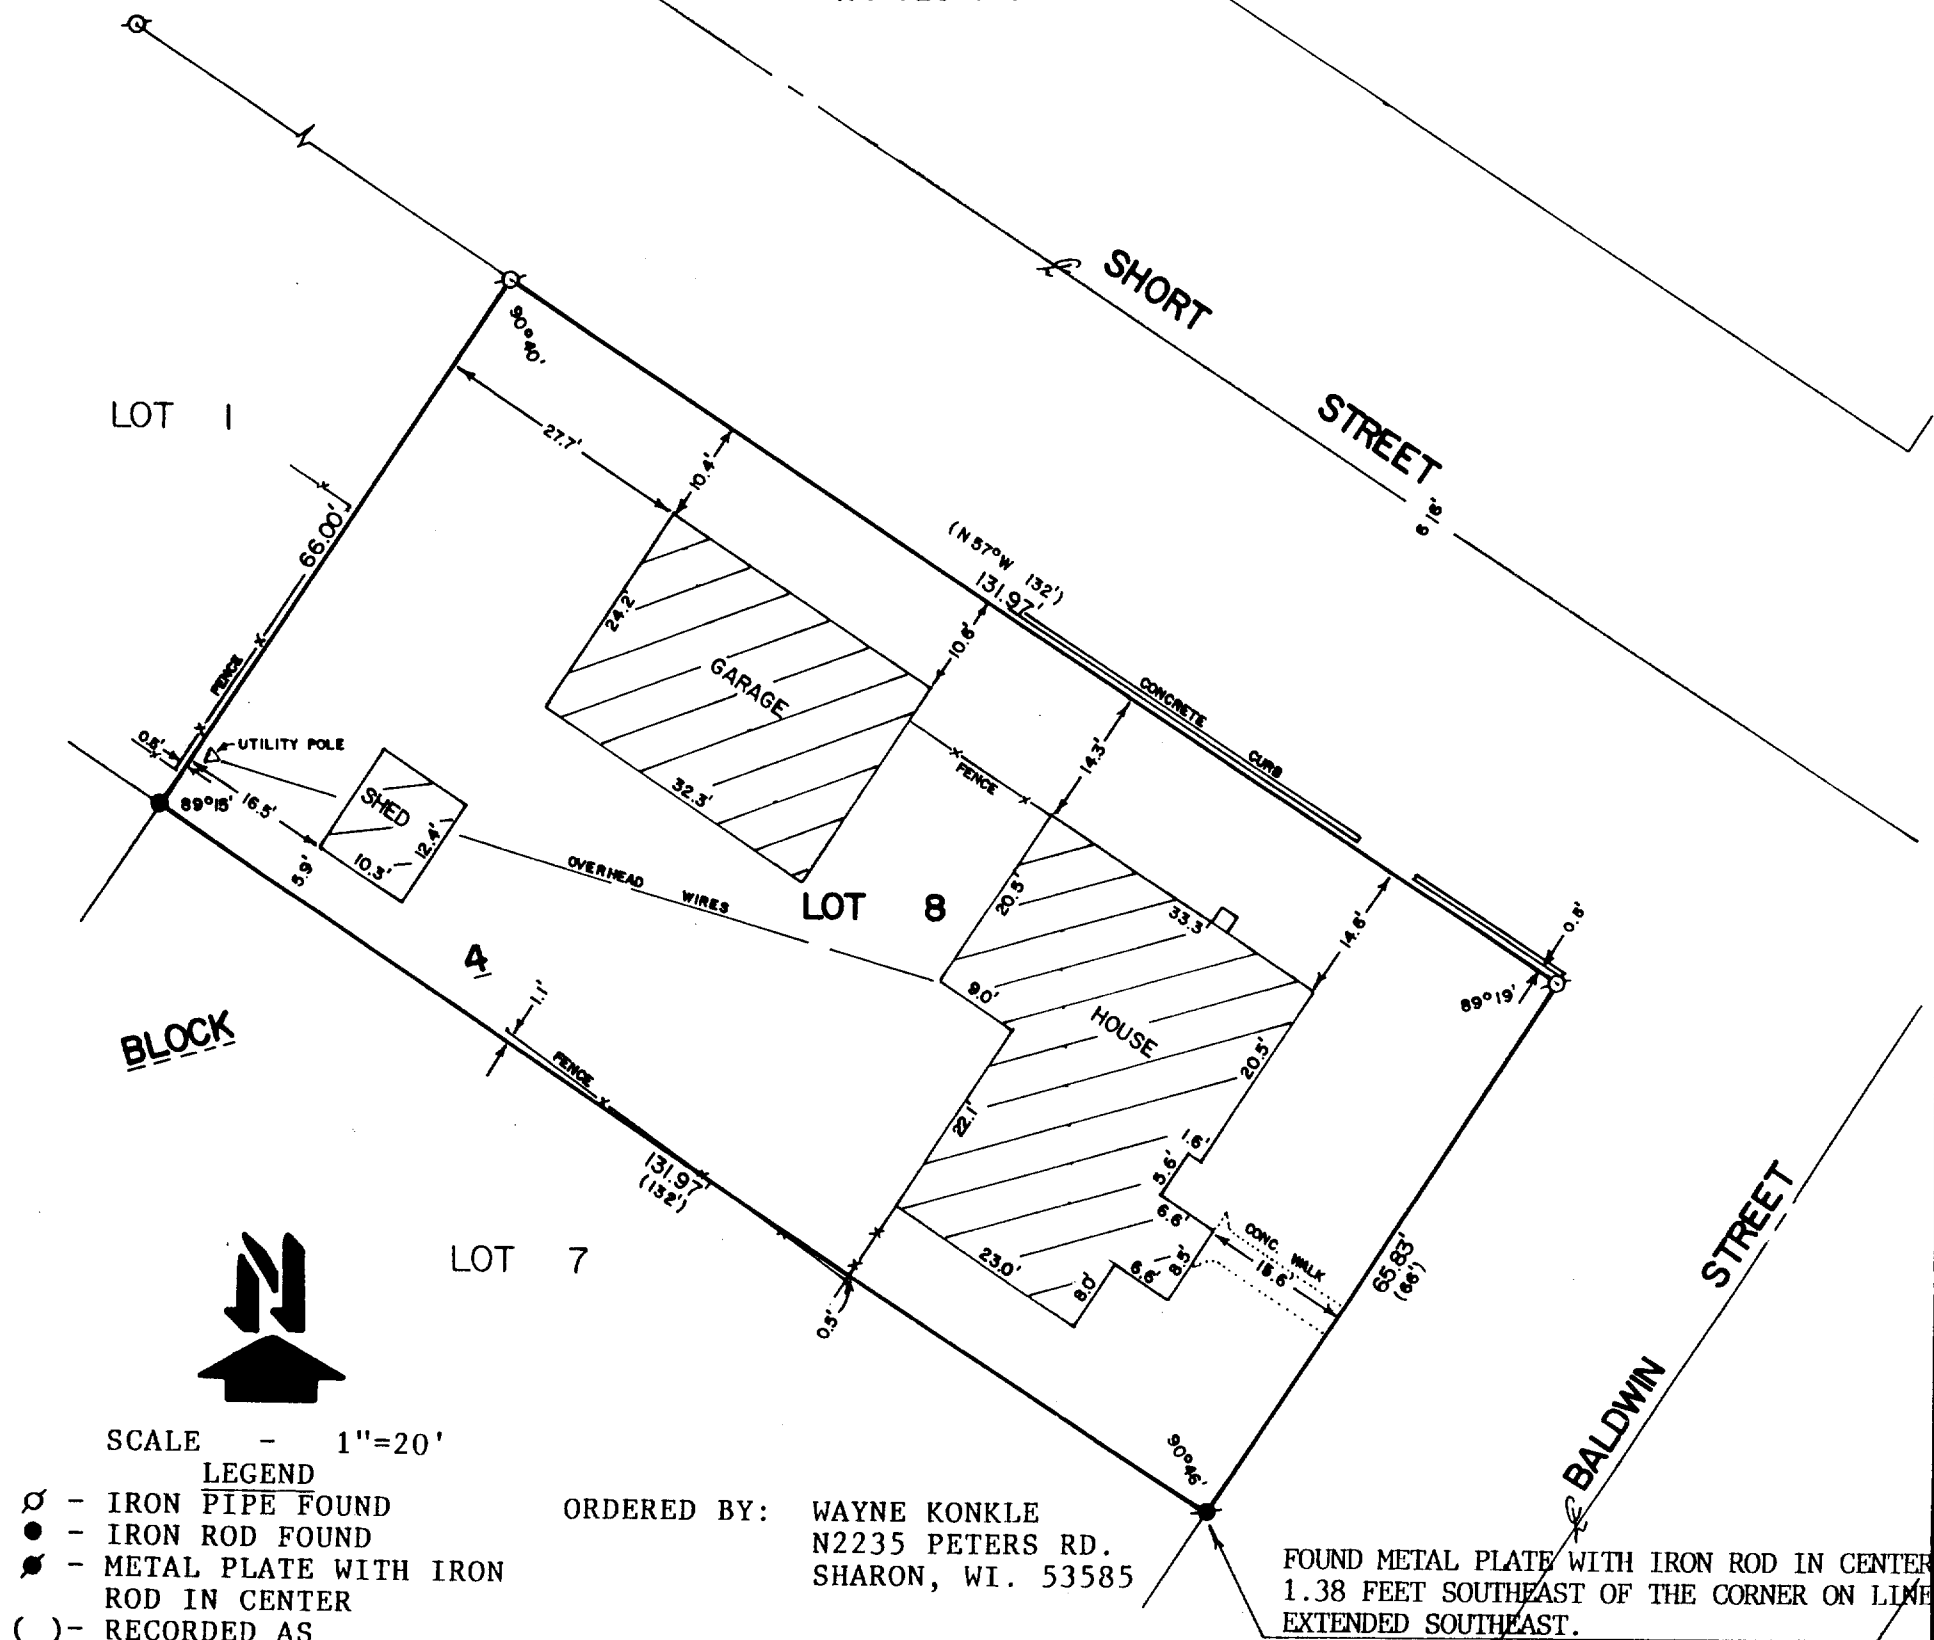 SHORT
STREET
66'
90°40'
LOT 1
27.7'
10.4'
66.00'
(N 57°W 132')
131.97'
24.2'
GARAGE
10.6'
CONCRETE
CURB
FENCE
0.8'
UTILITY POLE
14.3'
FENCE
32.3'
SHED
89°15'
16.5'
12.4'
10.3'
5.9'
OVERHEAD WIRES
LOT 8
20.5'
33.3'
14.6'
0.8'
4
9.0'
89°19'
1.1'
BLOCK
HOUSE
FENCE
20.5'
22.1'
1.6'
3.6'
131.97'
(132')
6.6'
CONC. WALK
STREET
LOT 7
23.0'
8.0'
6.6'
8.5'
15.6'
65.83'
(66')
0.5'
BALDWIN
90°46'
N
SCALE - 1"=20'
LEGEND
- IRON PIPE FOUND
- IRON ROD FOUND
- METAL PLATE WITH IRON
ROD IN CENTER
( )- RECORDED AS
ORDERED BY: WAYNE KONKLE
N2235 PETERS RD.
SHARON, WI. 53585
FOUND METAL PLATE WITH IRON ROD IN CENTER
1.38 FEET SOUTHEAST OF THE CORNER ON LINE
EXTENDED SOUTHEAST.